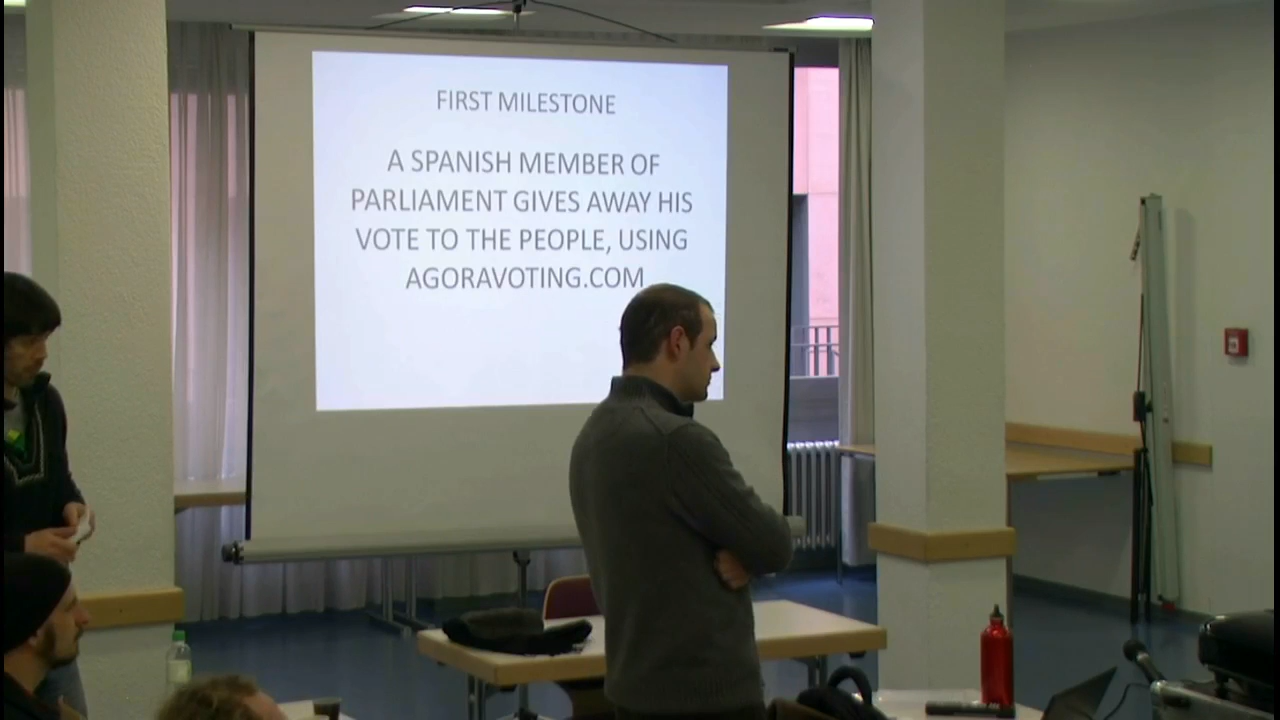 FIRST MILESTONE
A SPANISH MEMBER OF
PARLIAMENT GIVES AWAY HIS
VOTE TO THE PEOPLE, USING
AGORAVOTING.COM